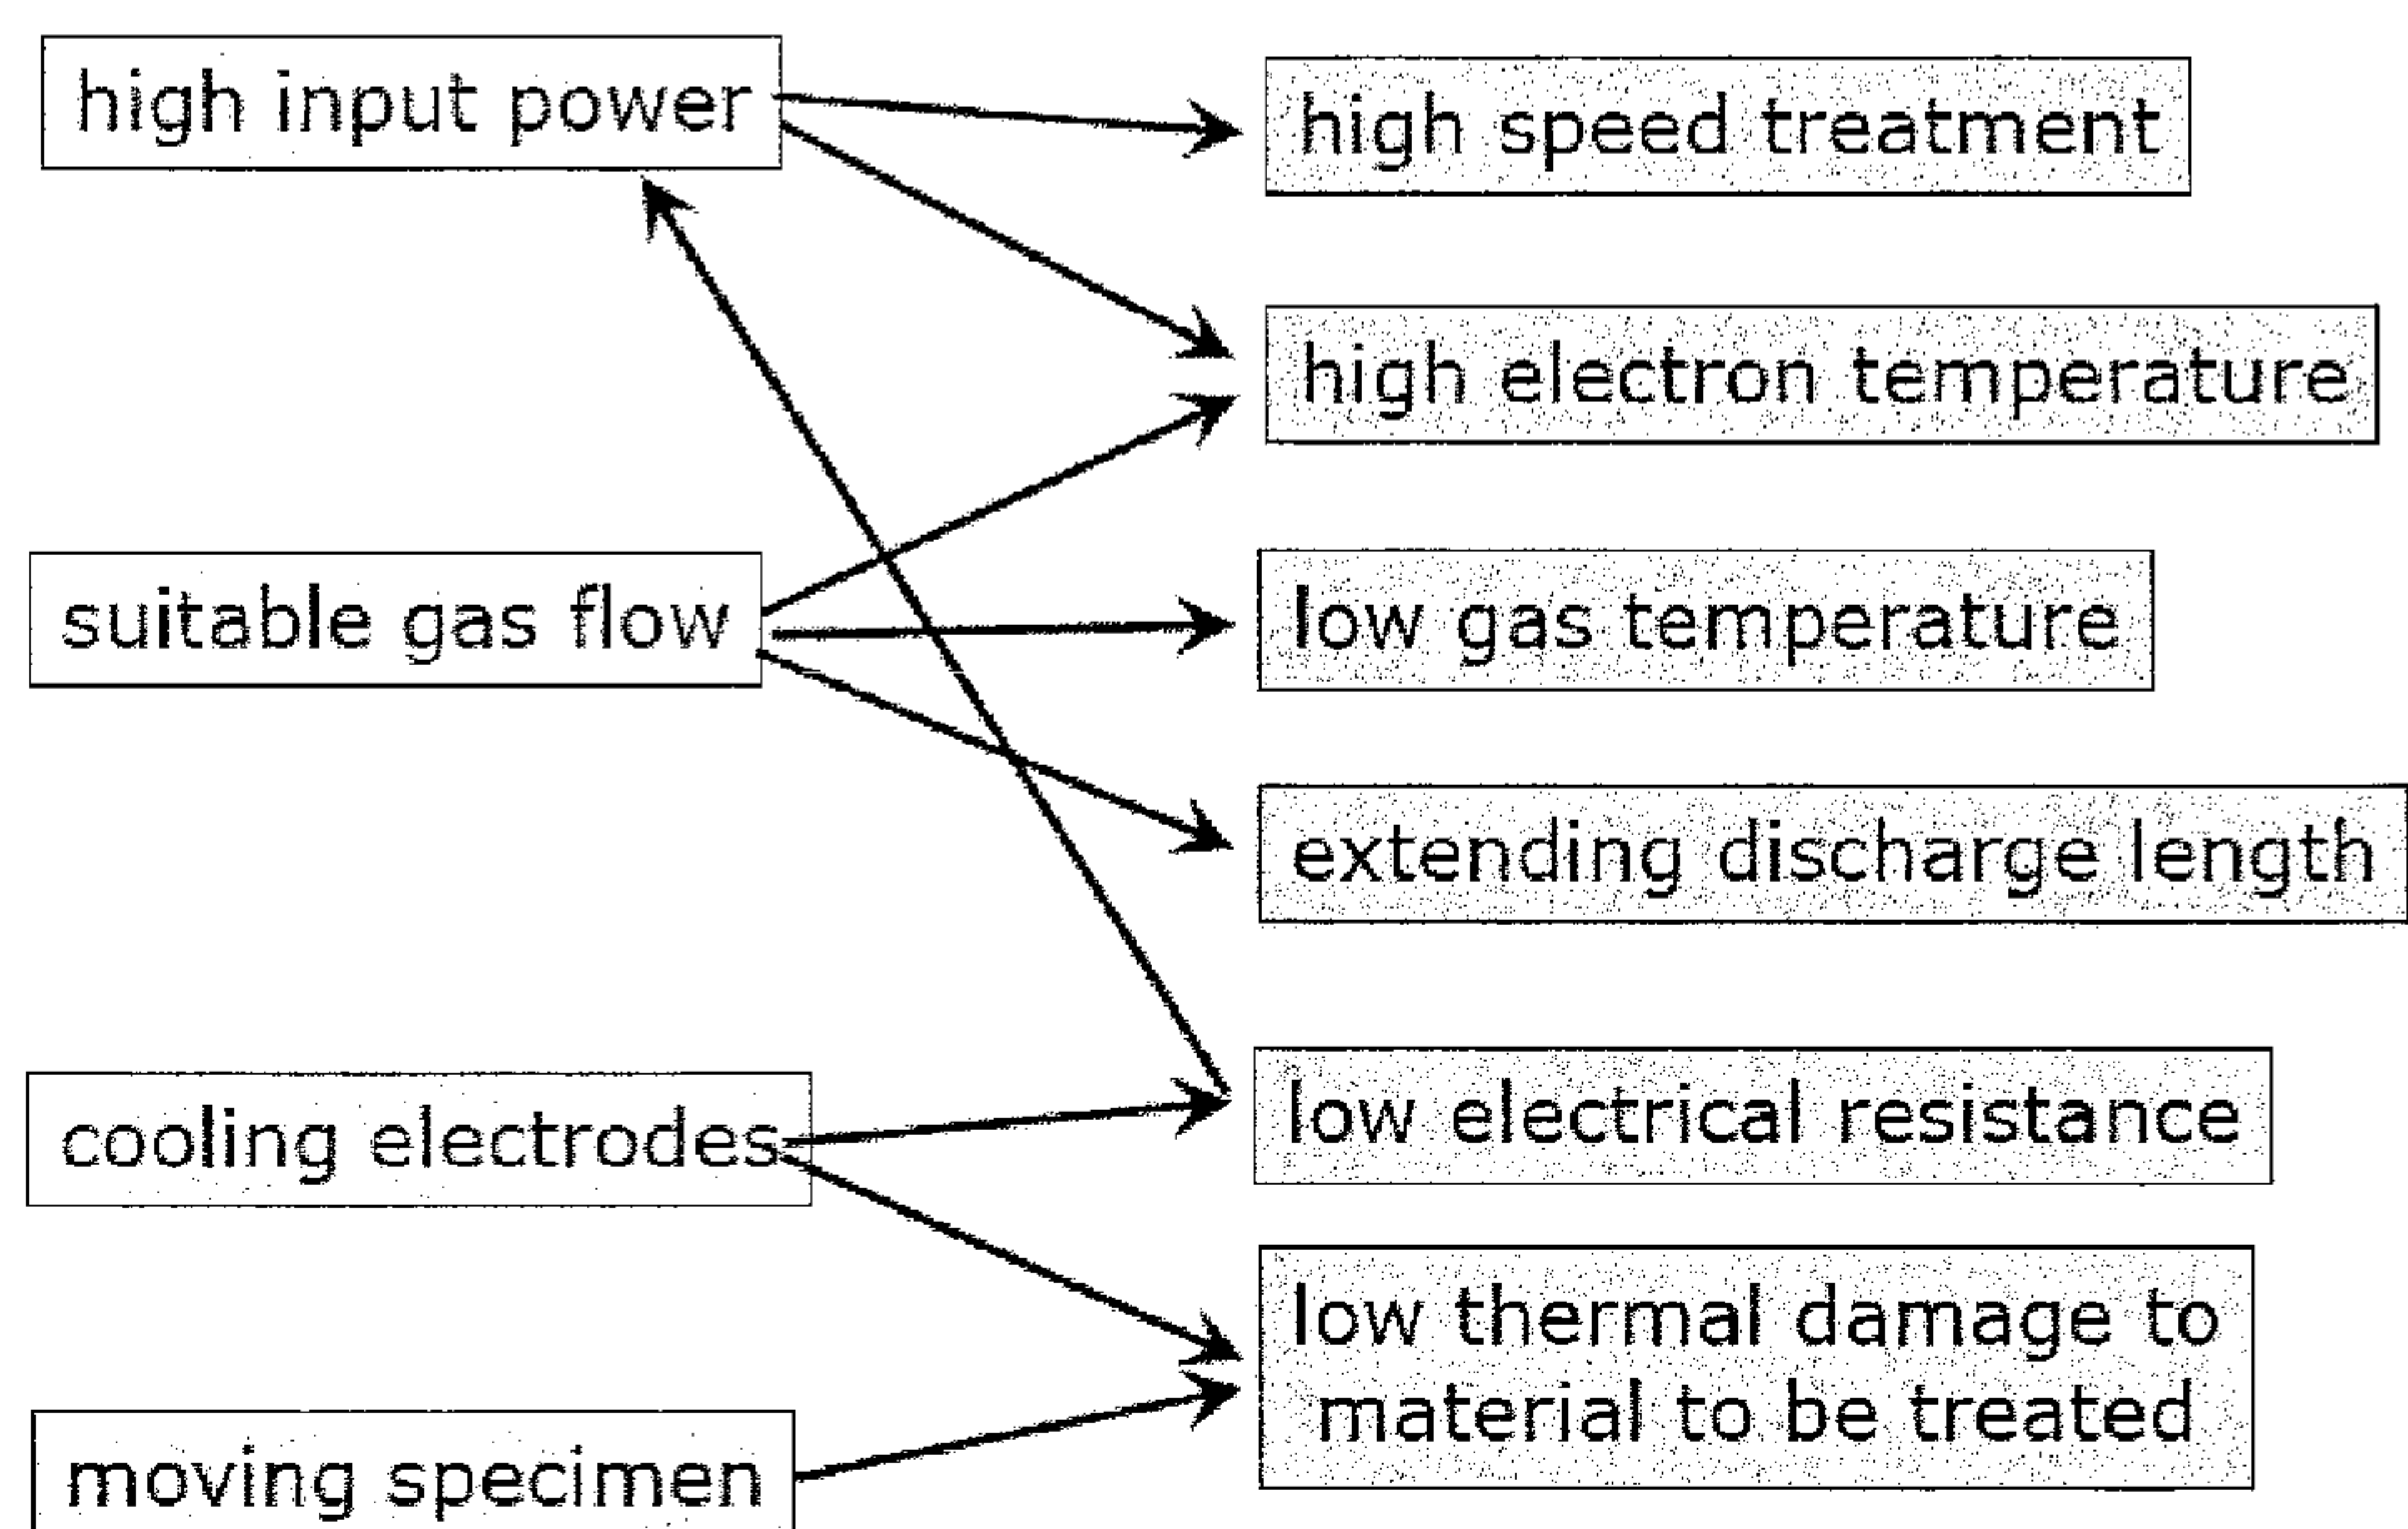 high input power
high speed treatment
high electron temperature
suitable gas flow
low gas temperature
extending discharge length
cooling electrodes
low electrical resistance
low thermal damage to
material to be treated
moving specimen